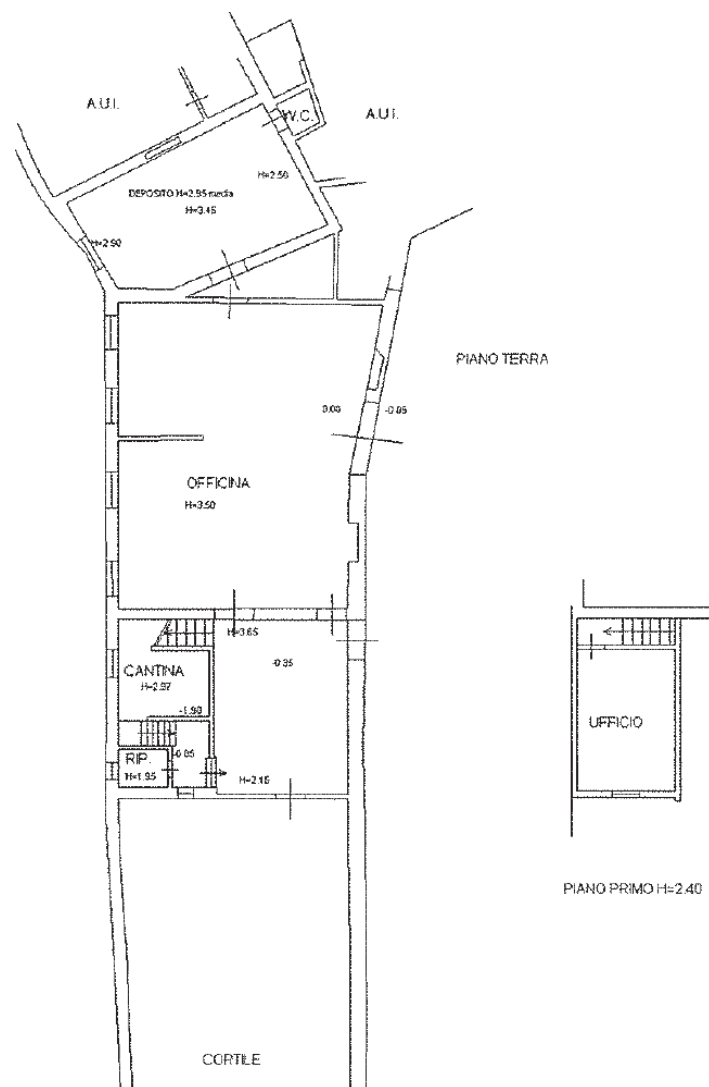 A.U.I.
W.C.
A.U.I.
H=2.50
DEPOSITO H=2.95 media
H=3.45
H=2.90
PIANO TERRA
0.00
-0.05
OFFICINA
H=3.50
H=3.65
-0.35
CANTINA
H=2.97
-1.90
UFFICIO
-0.05
RIP.
H=1.95
H=2.15
PIANO PRIMO H=2.40
CORTILE